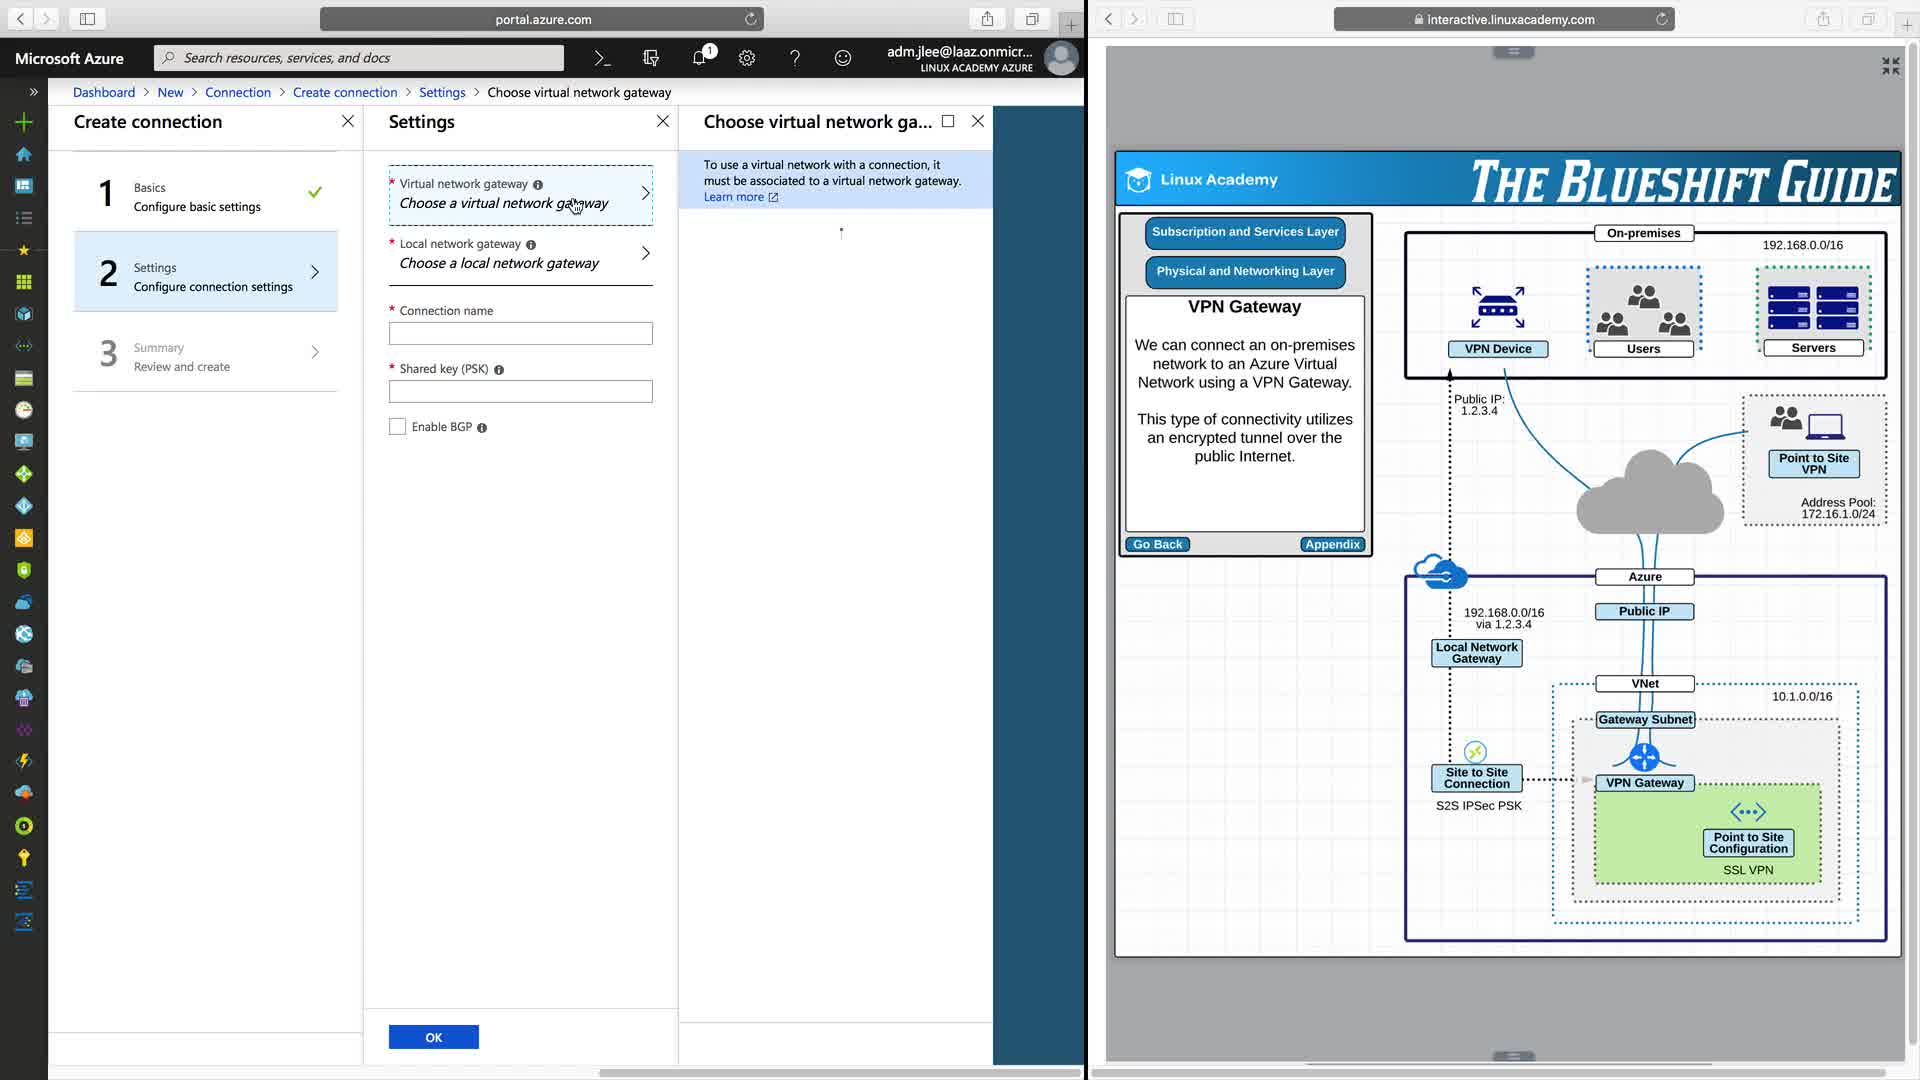 portal.azure.com
Microsoft Azure
Search resources, services, and docs
1
adm.jlee@laaz.onmicr...
LINUX ACADEMY AZURE
Dashboard > New > Connection > Create connection > Settings > Choose virtual network gateway
Create connection
1
Basics
Configure basic settings
2
Settings
Configure connection settings
3
Summary
Review and create
Settings
* Virtual network gateway
Choose a virtual network gateway
* Local network gateway
Choose a local network gateway
* Connection name
* Shared key (PSK)
Enable BGP
OK
Choose virtual network ga...
To use a virtual network with a connection, it
must be associated to a virtual network gateway.
Learn more
interactive.linuxacademy.com
Linux Academy
THE BLUESHIFT GUIDE
Subscription and Services Layer
Physical and Networking Layer
VPN Gateway
We can connect an on-premises
network to an Azure Virtual
Network using a VPN Gateway.
This type of connectivity utilizes
an encrypted tunnel over the
public Internet.
Go Back
Appendix
On-premises
192.168.0.0/16
VPN Device
Users
Servers
Public IP:
1.2.3.4
Point to Site
VPN
Address Pool:
172.16.1.0/24
Azure
Public IP
192.168.0.0/16
via 1.2.3.4
Local Network
Gateway
VNet
10.1.0.0/16
Gateway Subnet
Site to Site
Connection
S2S IPSec PSK
VPN Gateway
Point to Site
Configuration
SSL VPN